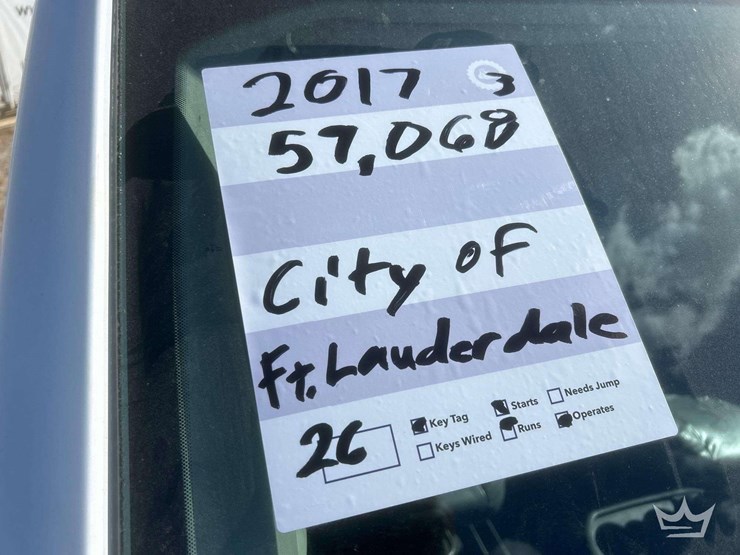 2017 3
57,068
City of
Ft. Lauderdale
26
Key Tag Starts Needs Jump
Keys Wired Runs Operates